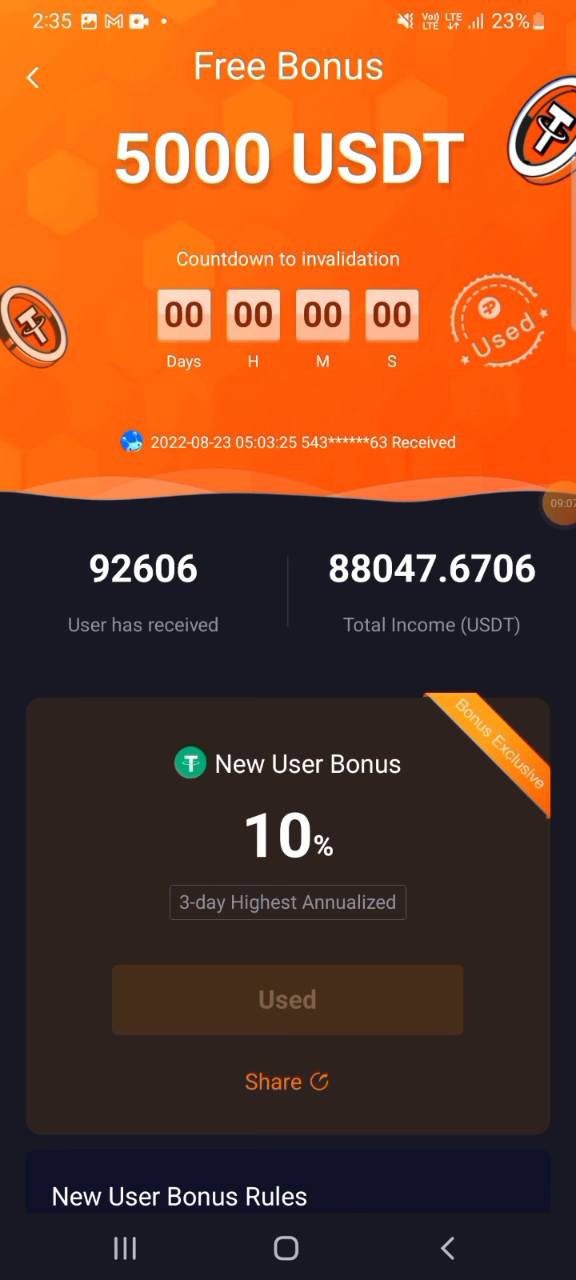 2:35
Vo)) LTE
LTE
23%
Free Bonus
5000 USDT
Countdown to invalidation
00 00 00 00
Days H M S
Used
2022-08-23 05:03:25 543******63 Received
09:07
92606 88047.6706
User has received Total Income (USDT)
Bonus Exclusive
New User Bonus
10%
3-day Highest Annualized
Used
Share
New User Bonus Rules